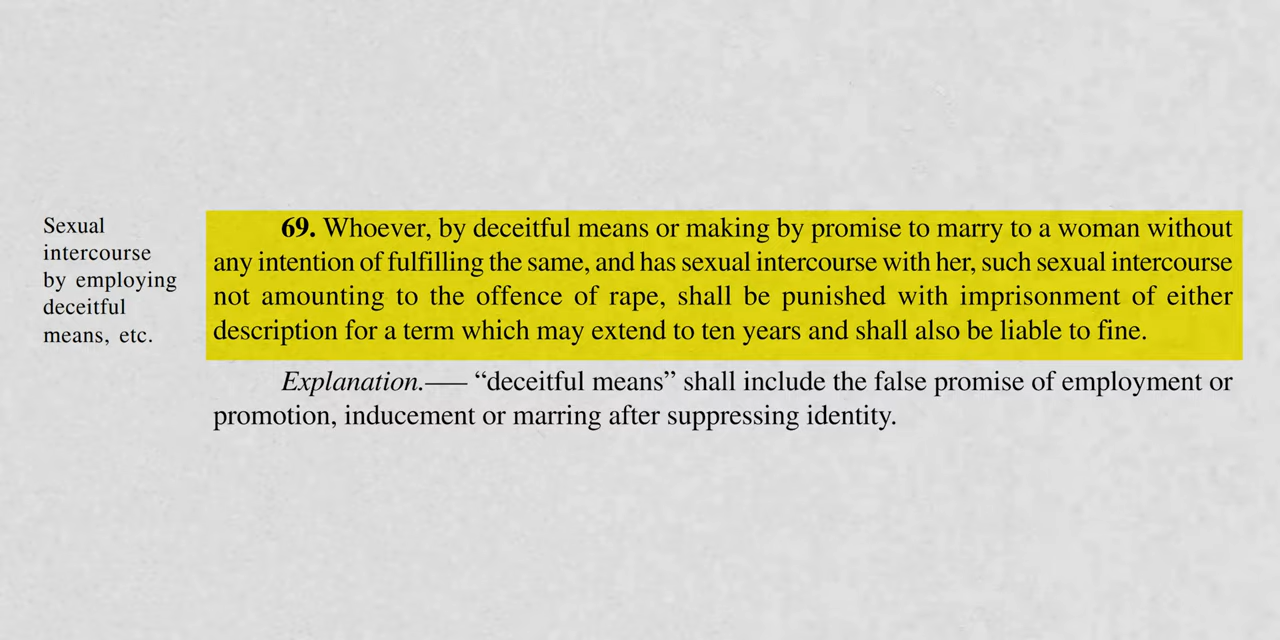 Sexual
intercourse
by employing
deceitful
means, etc.
69. Whoever, by deceitful means or making by promise to marry to a woman without
any intention of fulfilling the same, and has sexual intercourse with her, such sexual intercourse
not amounting to the offence of rape, shall be punished with imprisonment of either
description for a term which may extend to ten years and shall also be liable to fine.
Explanation.—– “deceitful means” shall include the false promise of employment or
promotion, inducement or marring after suppressing identity.